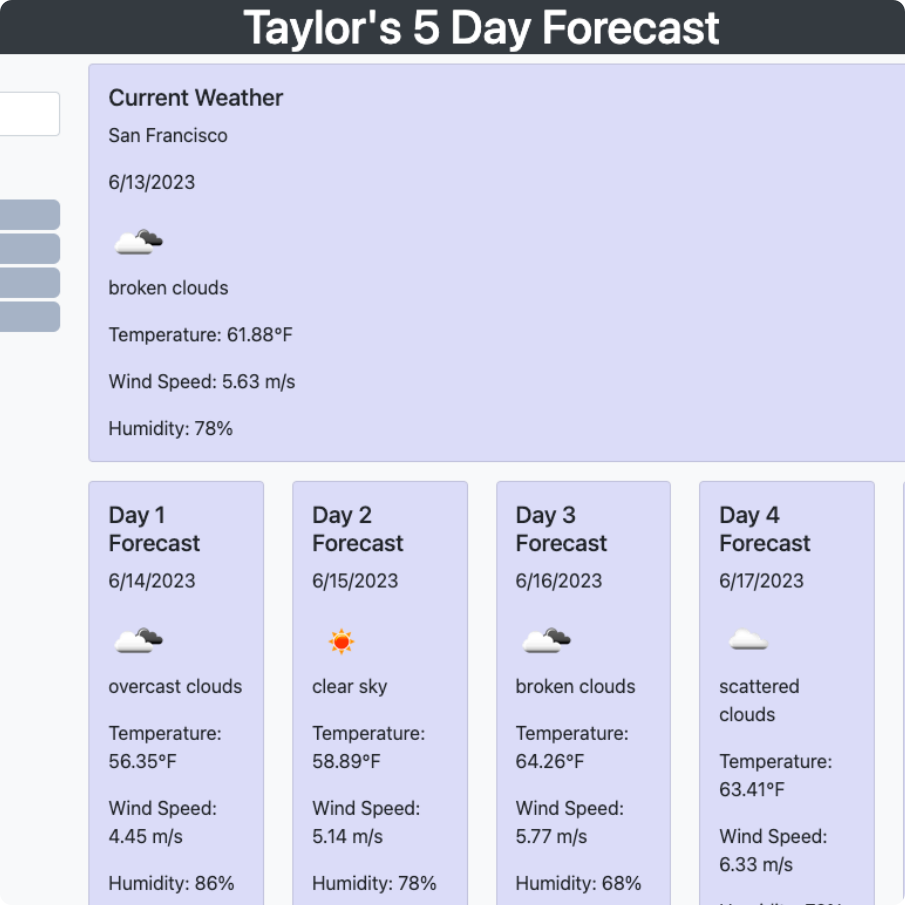 Taylor's 5 Day Forecast
Current Weather
San Francisco
6/13/2023
broken clouds
Temperature: 61.88°F
Wind Speed: 5.63 m/s
Humidity: 78%
Day 1
Forecast
6/14/2023
overcast clouds
Temperature:
56.35°F
Wind Speed:
4.45 m/s
Humidity: 86%
Day 2
Forecast
6/15/2023
clear sky
Temperature:
58.89°F
Wind Speed:
5.14 m/s
Humidity: 78%
Day 3
Forecast
6/16/2023
broken clouds
Temperature:
64.26°F
Wind Speed:
5.77 m/s
Humidity: 68%
Day 4
Forecast
6/17/2023
scattered
clouds
Temperature:
63.41°F
Wind Speed:
6.33 m/s